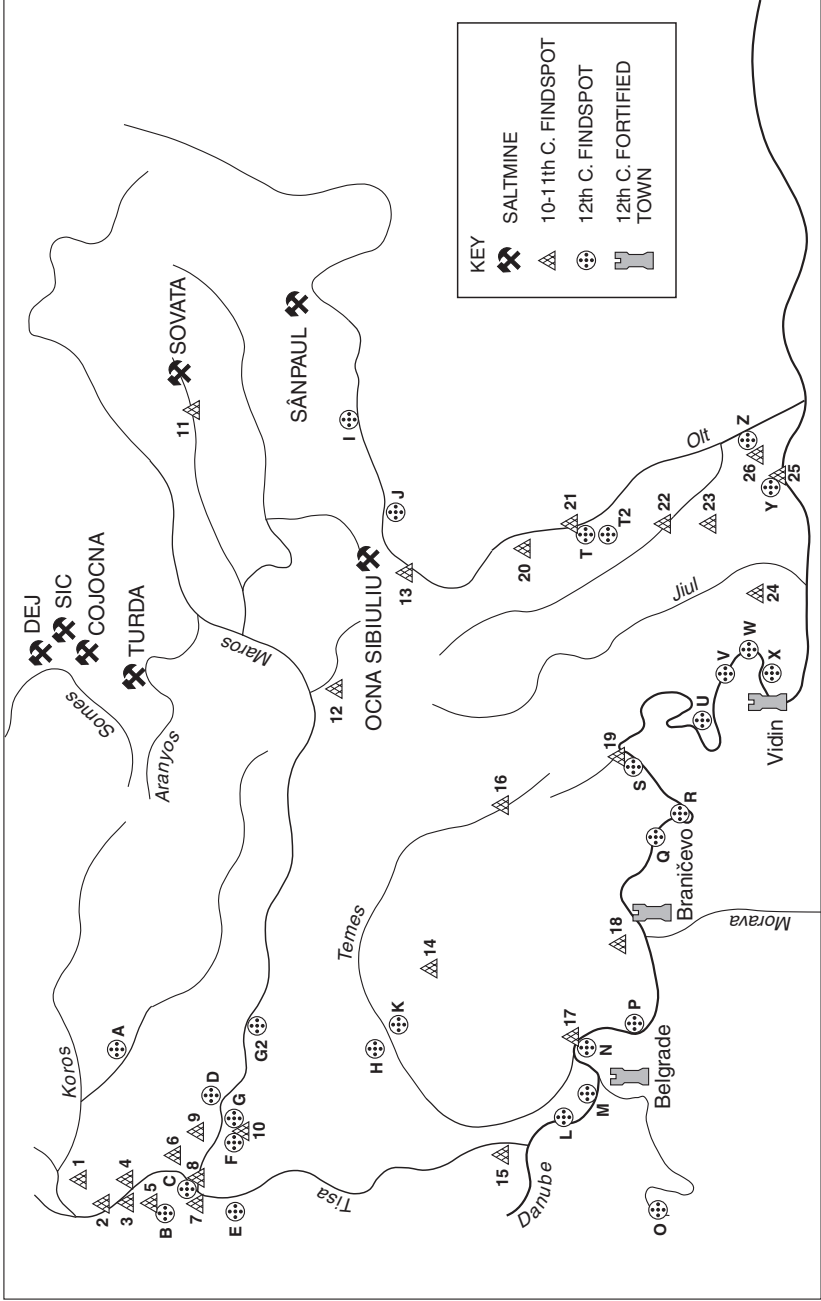 DEJ
SIC
COJOCNA
TURDA
SOVATA
SÂNPAUL
OCNA SIBIULIU
Somes
Aranyos
Maros
Koros
Temes
Tisa
Danube
Olt
Jiul
Morava
Belgrade
Braničevo
Vidin
1
2
3
4
5
6
7
8
9
10
11
12
13
14
15
16
17
18
19
20
21
22
23
24
25
26
A
B
C
D
E
F
G
G2
H
I
J
K
L
M
N
O
P
Q
R
S
T
T2
U
V
W
X
Y
Z
KEY
SALTMINE
10-11th C. FINDSPOT
12th C. FINDSPOT
12th C. FORTIFIED
TOWN